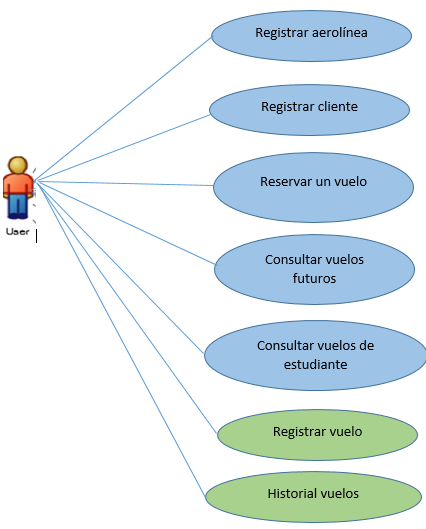 Registrar aerolínea
Registrar cliente
Reservar un vuelo
User
Consultar vuelos
futuros
Consultar vuelos de
estudiante
Registrar vuelo
Historial vuelos